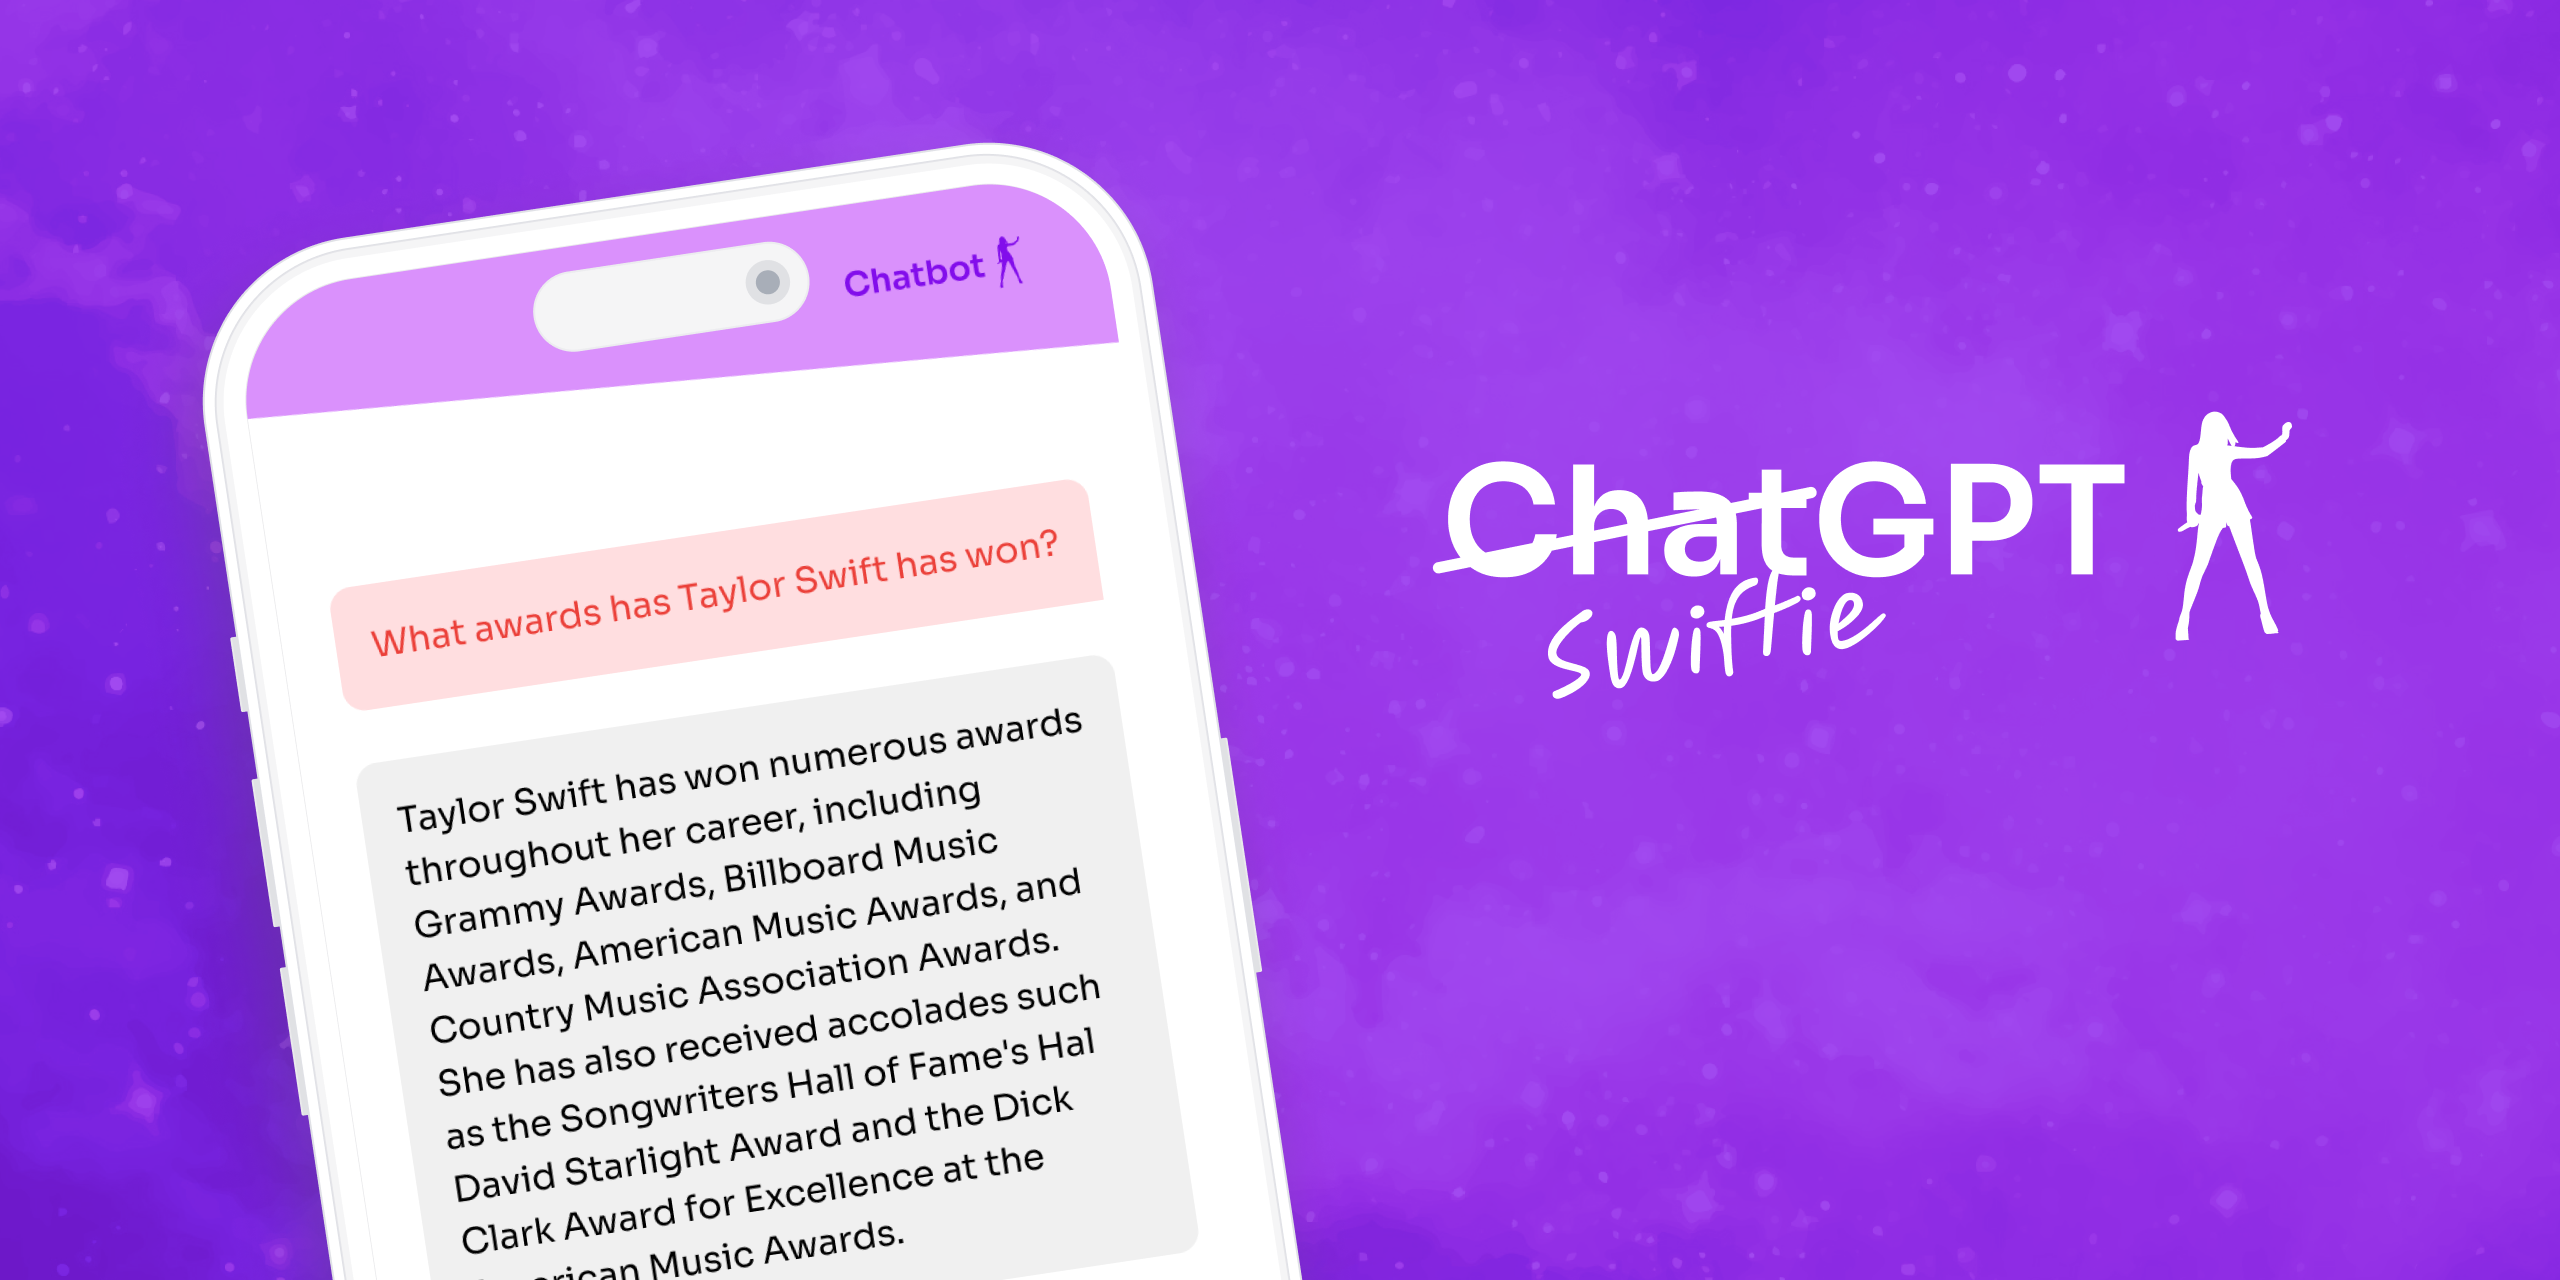 Chatbot
What awards has Taylor Swift has won?
Taylor Swift has won numerous awards
throughout her career, including
Grammy Awards, Billboard Music
Awards, American Music Awards, and
Country Music Association Awards.
She has also received accolades such
as the Songwriters Hall of Fame's Hal
David Starlight Award and the Dick
Clark Award for Excellence at the
American Music Awards.
ChatGPT
swiftie